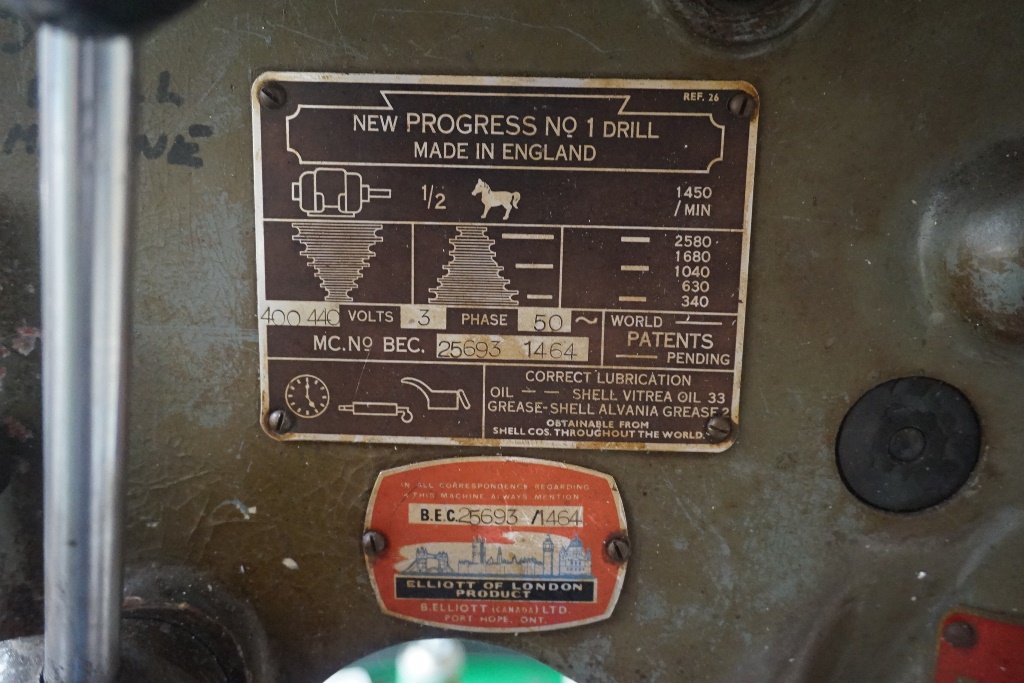 REF. 26
NEW PROGRESS No 1 DRILL
MADE IN ENGLAND
1/2
1450
/ MIN
2580
1680
1040
630
340
400 440 VOLTS 3 PHASE 50 ~
MC. No BEC. 25693 1464
WORLD
PATENTS
PENDING
CORRECT LUBRICATION
OIL — — SHELL VITREA OIL 33
GREASE-SHELL ALVANIA GREASE 2
OBTAINABLE FROM
SHELL COS. THROUGHOUT THE WORLD.
IN ALL CORRESPONDENCE REGARDING
THIS MACHINE ALWAYS MENTION
B.E.C. 25693 /1464
ELLIOTT OF LONDON
PRODUCT
B. ELLIOTT (CANADA) LTD.
PORT HOPE. ONT.